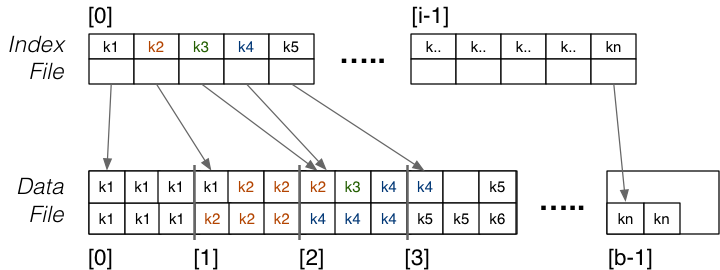 [0] [i-1]
Index File
k1 k2 k3 k4 k5 ..... k.. k.. k.. k.. kn
Data File
k1 k1 k1 k1 k2 k2 k2 k3 k4 k4 k5
k1 k1 k1 k2 k2 k2 k4 k4 k4 k5 k5 k6 ..... kn kn
[0] [1] [2] [3] [b-1]